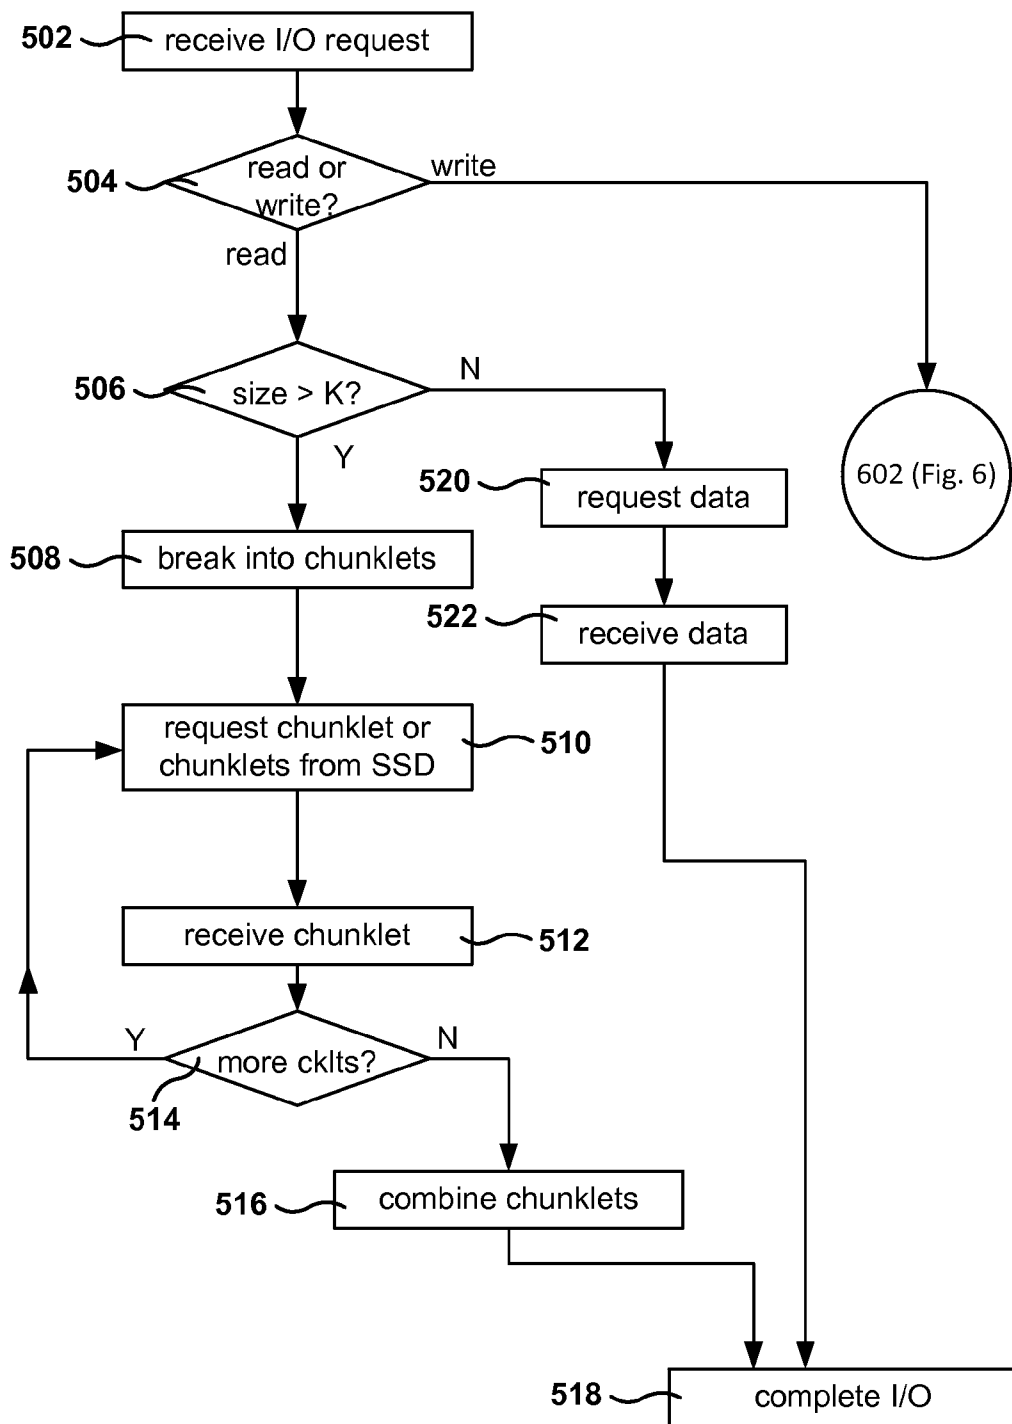 502
receive I/O request
504
read or
write?
write
read
506
size > K?
N
Y
520
request data
602 (Fig. 6)
508
break into chunklets
522
receive data
request chunklet or
chunklets from SSD
510
receive chunklet
512
Y
more cklts?
N
514
516
combine chunklets
518
complete I/O